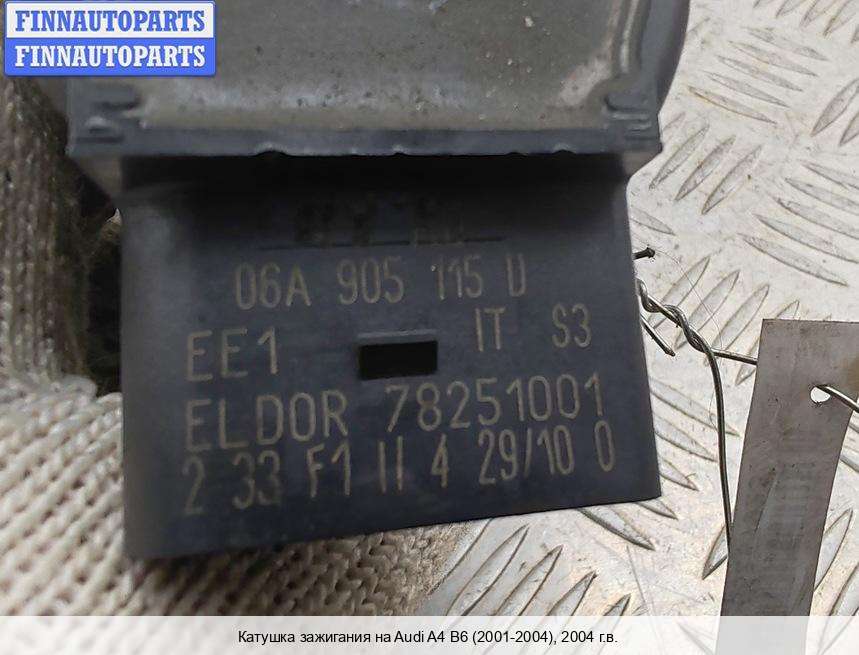 FINNAUTOPARTS
FINNAUTOPARTS
06A 905 115 D
EE1 IT S3
ELDOR 78251001
2 33 F1 II 4 29/10 0
Катушка зажигания на Audi A4 B6 (2001-2004), 2004 г.в.